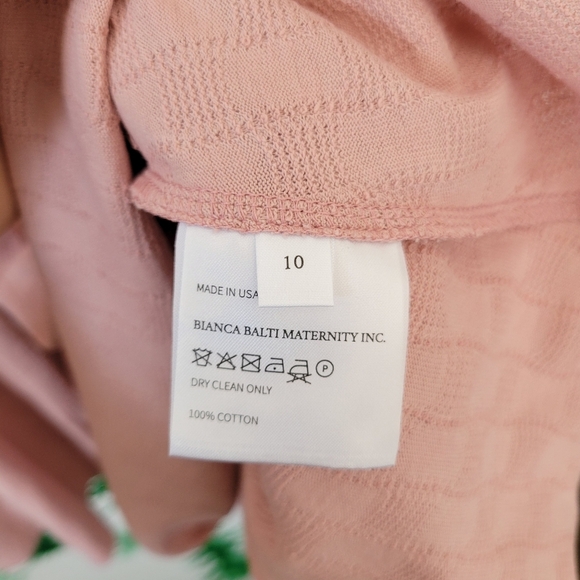 10
MADE IN USA
BIANCA BALTI MATERNITY INC.
P
DRY CLEAN ONLY
100% COTTON